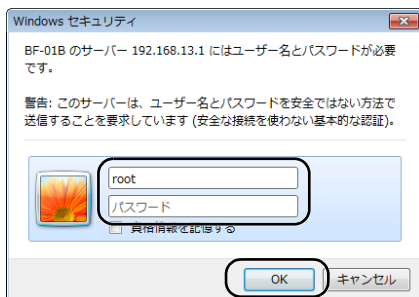 Windows セキュリティ
BF-01B のサーバー 192.168.13.1 にはユーザー名とパスワードが必要
です。
警告: このサーバーは、ユーザー名とパスワードを安全ではない方法で
送信することを要求しています (安全な接続を使わない基本的な認証)。
root
パスワード
資格情報を記憶する
OK
キャンセル